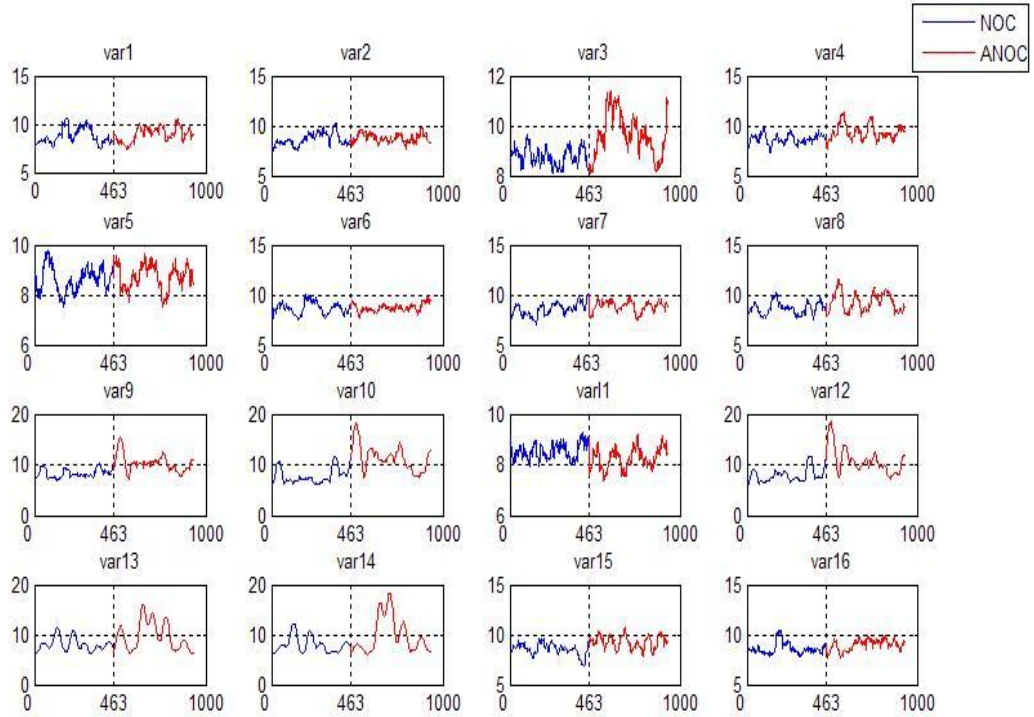 NOC
ANOC
var1 var2 var3 var4
15 15 12 15
10 10 10 10
5 5 8 5
0 463 1000 0 463 1000 0 463 1000 0 463 1000
var5 var6 var7 var8
10 15 15 15
8 10 10 10
6 5 5 5
0 463 1000 0 463 1000 0 463 1000 0 463 1000
var9 var10 varl1 var12
20 20 10 20
10 10 8 10
0 0 6 0
0 463 1000 0 463 1000 0 463 1000 0 463 1000
var13 var14 var15 var16
20 20 15 15
10 10 10 10
0 0 5 5
0 463 1000 0 463 1000 0 463 1000 0 463 1000